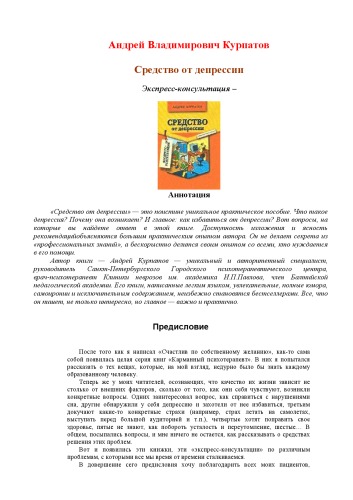 Андрей Владимирович Курпатов
Средство от депрессии
Экспресс-консультация –
СРЕДСТВО
от депрессии
Аннотация
«Средство от депрессии» — это поистине уникальное практическое пособие. Что такое
депрессия? Почему она возникает? И главное как избавиться от депрессии? Вот вопросы, на
которые вы найдете ответ в этой книге. Доступность изложения и ясность
рекомендацийобъясняются большим практическим опытом автора. Он не делает секрета из
«профессиональных знаний», а бескорыстно делится своим опытом со всеми, кто нуждается
в его помощи.
Автор книги — Андрей Курпатов — уникальный и авторитетный специалист,
руководитель Санкт-Петербургского Городского психотерапевтического центра,
врач-психотерапевт Клиники неврозов им. академика И.П.Павлова, член Балтийской
педагогической академии. Его книги, написанные легким языком, увлекательные, полные юмора,
самоиронии и исключительным содержанием, неизбежно становятся бестселлерами. Все, что
он пишет, не только интересно, но главное — важно и практично.
Предисловие
После того как я написал «Счастлив по собственному желанию», как-то сама
собой появилась целая серия книг «Карманный психотерапевт». В них я попытался
рассказать о тех вещах, которые, на мой взгляд, недурно было бы знать каждому
образованному человеку.
Теперь же у моих читателей, осознающих, что качество их жизни зависит не
столько от внешних факторов, сколько от того, как они себя чувствуют, возникли
конкретные вопросы. Одних заинтересовал вопрос, как справиться с нарушениями
сна, другие обнаружили у себя депрессию и захотели от нее избавиться, третьим
докучают какие-то конкретные страхи (например, страх летать на самолетах,
выступать перед большой аудиторией и т.п.), четвертые хотят поправить свое
здоровье, пятые не знают, как побороть усталость и переутомление, шестые... В
общем, посыпались вопросы, а мне ничего не остается, как рассказывать о средствах
решения этих проблем.
Вот и появились эти книжки, эти «экспресс-консультации» по различным
проблемам, с которыми все мы время от времени сталкиваемся.
В довершение сего предисловия хочу поблагодарить всех моих пациентов,